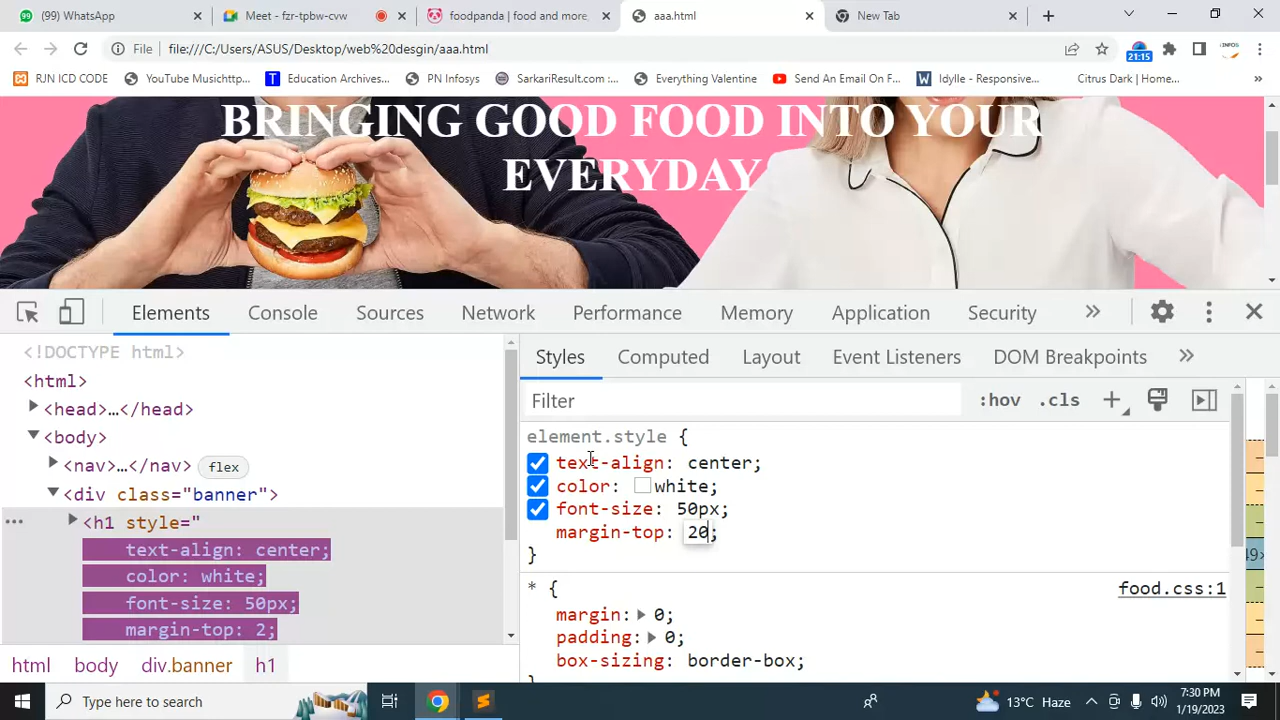 99 (99) WhatsApp
Meet - fzr-tpbw-cvw
foodpanda | food and more,
aaa.html
New Tab
File
file:///C:/Users/ASUS/Desktop/web%20desgin/aaa.html
21:15
RJN ICD CODE
YouTube Musichttp...
Education Archives...
PN Infosys
SarkariResult.com :...
Everything Valentine
Send An Email On F...
Idylle - Responsive...
Citrus Dark | Home...
BRINGING GOOD FOOD INTO YOUR
EVERYDAY
Elements
Console
Sources
Network
Performance
Memory
Application
Security
<!DOCTYPE html>
<html>
<head>…</head>
<body>
<nav>…</nav> flex
<div class="banner">
<h1 style="
text-align: center;
color: white;
font-size: 50px;
margin-top: 2;
html
body
div.banner
h1
Styles
Computed
Layout
Event Listeners
DOM Breakpoints
Filter
:hov .cls
element.style {
text-align: center;
color: white;
font-size: 50px;
margin-top: 20;
}
* {
food.css:1
margin: 0;
padding: 0;
box-sizing: border-box;
Type here to search
13°C Haze
7:30 PM
1/19/2023